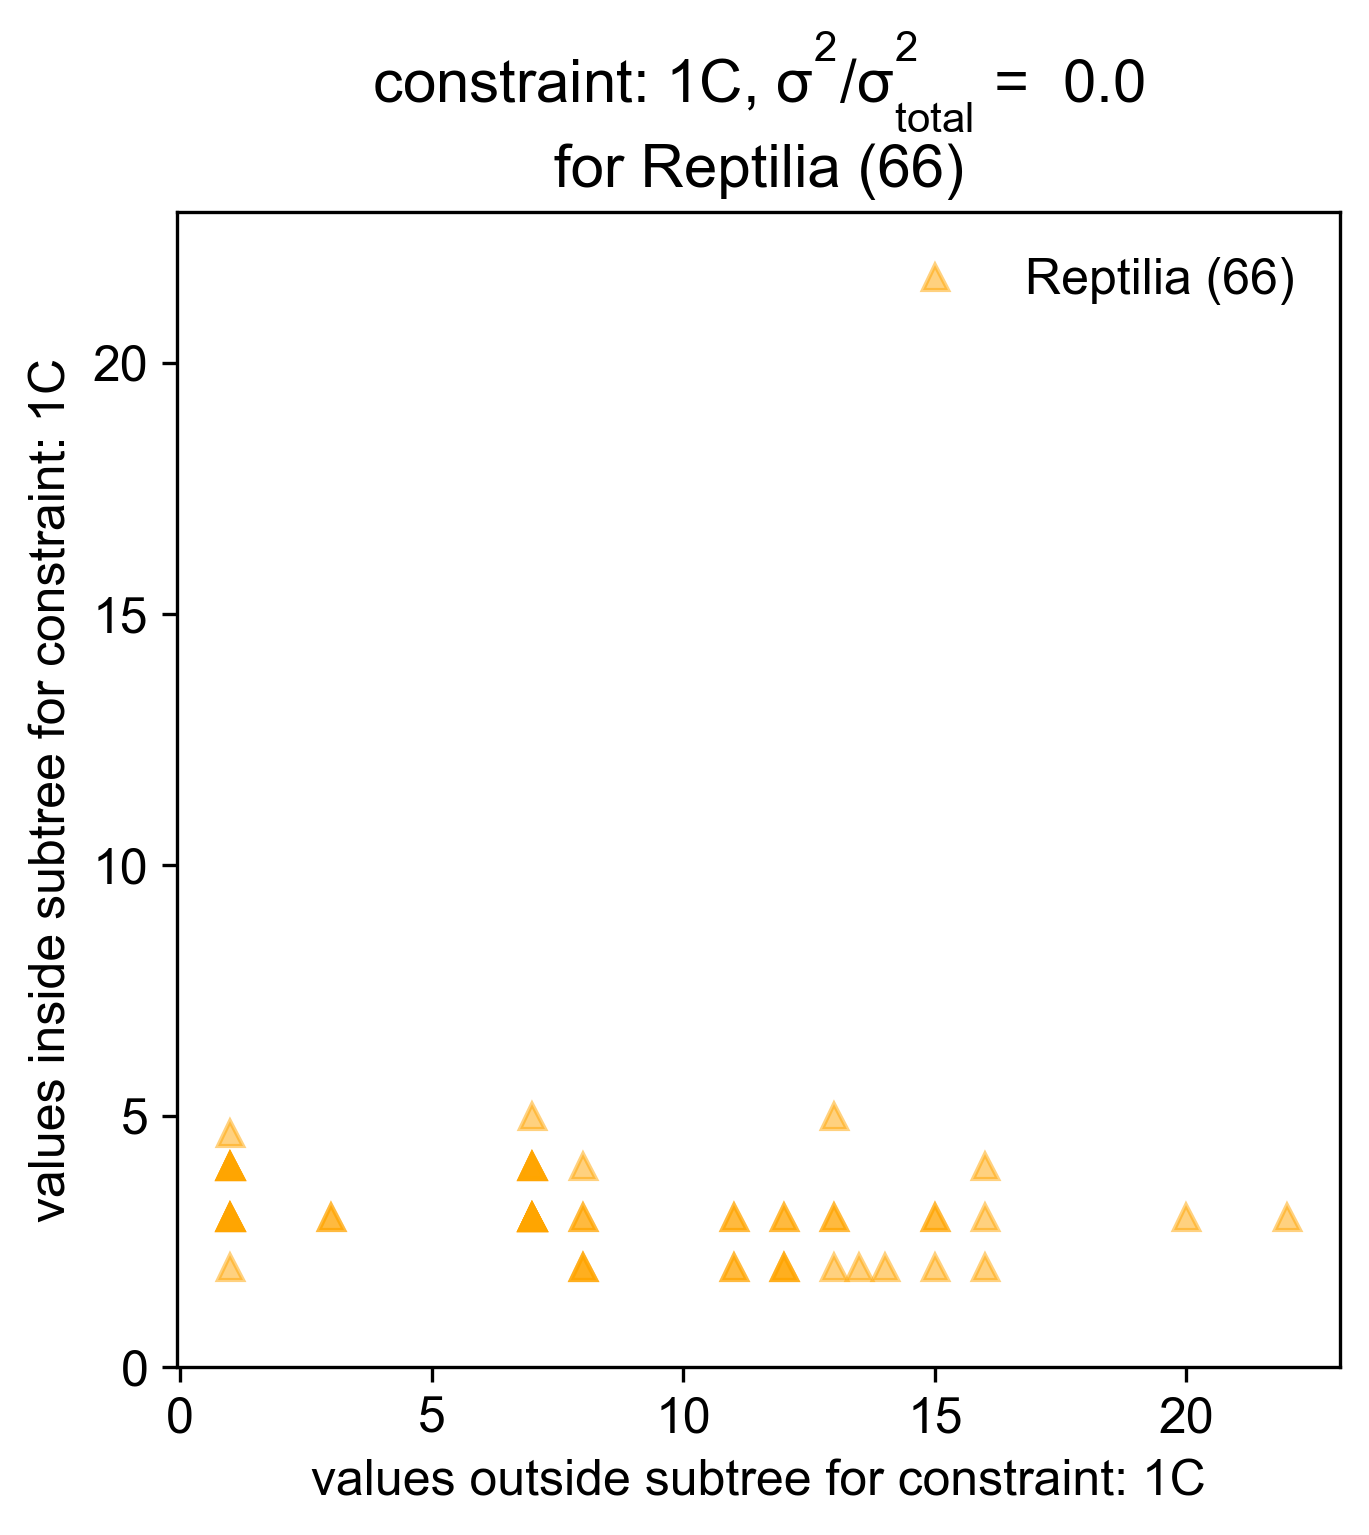 constraint: 1C, σ²/σ²total = 0.0
for Reptilia (66)
Reptilia (66)
values inside subtree for constraint: 1C
20
15
10
5
0
0 5 10 15 20
values outside subtree for constraint: 1C